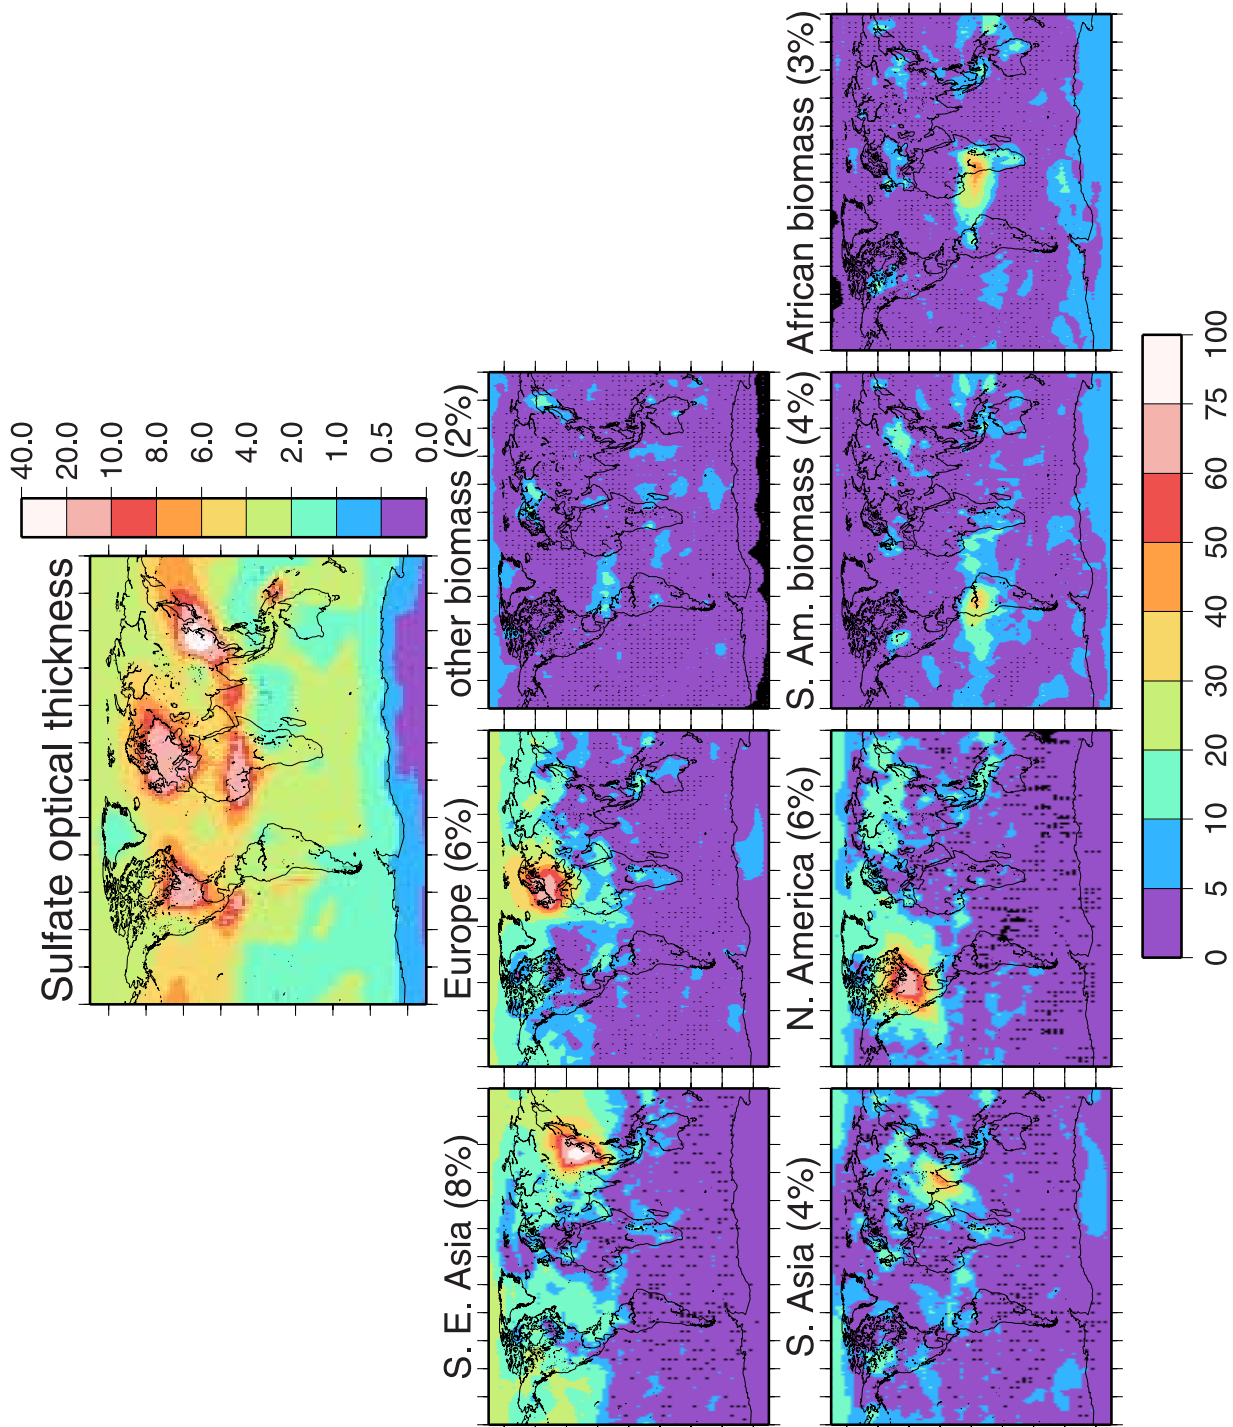 Sulfate optical thickness
0.0 0.5 1.0 2.0 4.0 6.0 8.0 10.0 20.0 40.0
S. E. Asia (8%) Europe (6%) other biomass (2%)
S. Asia (4%) N. America (6%) S. Am. biomass (4%) African biomass (3%)
0 5 10 20 30 40 50 60 75 100